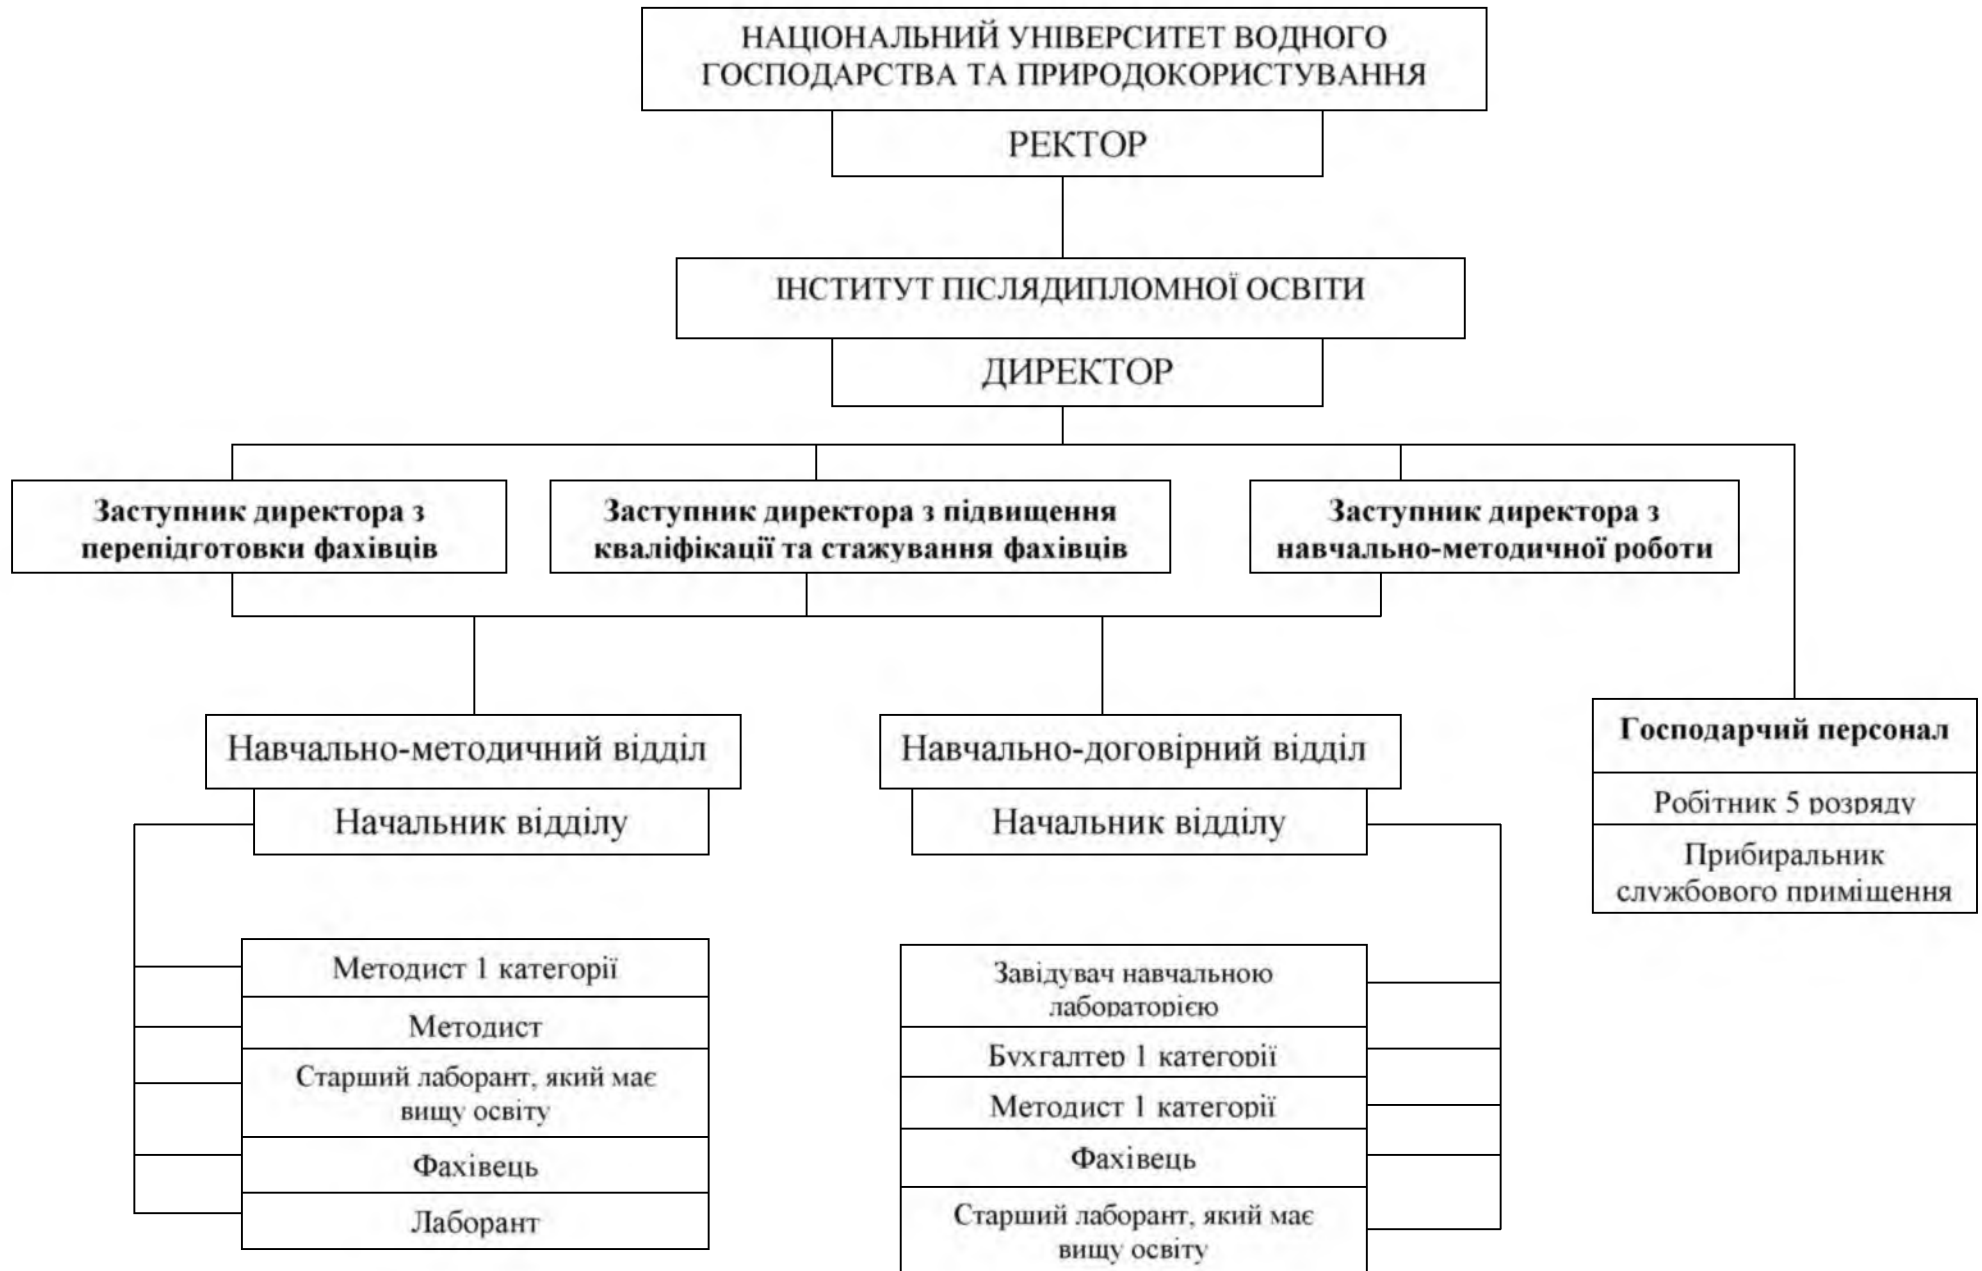 НАЦІОНАЛЬНИЙ УНІВЕРСИТЕТ ВОДНОГО
ГОСПОДАРСТВА ТА ПРИРОДОКОРИСТУВАННЯ
РЕКТОР
ІНСТИТУТ ПІСЛЯДИПЛОМНОЇ ОСВІТИ
ДИРЕКТОР
Заступник директора з
перепідготовки фахівців
Заступник директора з підвищення
кваліфікації та стажування фахівців
Заступник директора з
навчально-методичної роботи
Навчально-методичний відділ
Начальник відділу
Методист 1 категорії
Методист
Старший лаборант, який має
вищу освіту
Фахівець
Лаборант
Навчально-договірний відділ
Начальник відділу
Завідувач навчальною
лабораторією
Бухгалтер 1 категорії
Методист 1 категорії
Фахівець
Старший лаборант, який має
вищу освіту
Господарчий персонал
Робітник 5 розряду
Прибиральник
службового приміщення